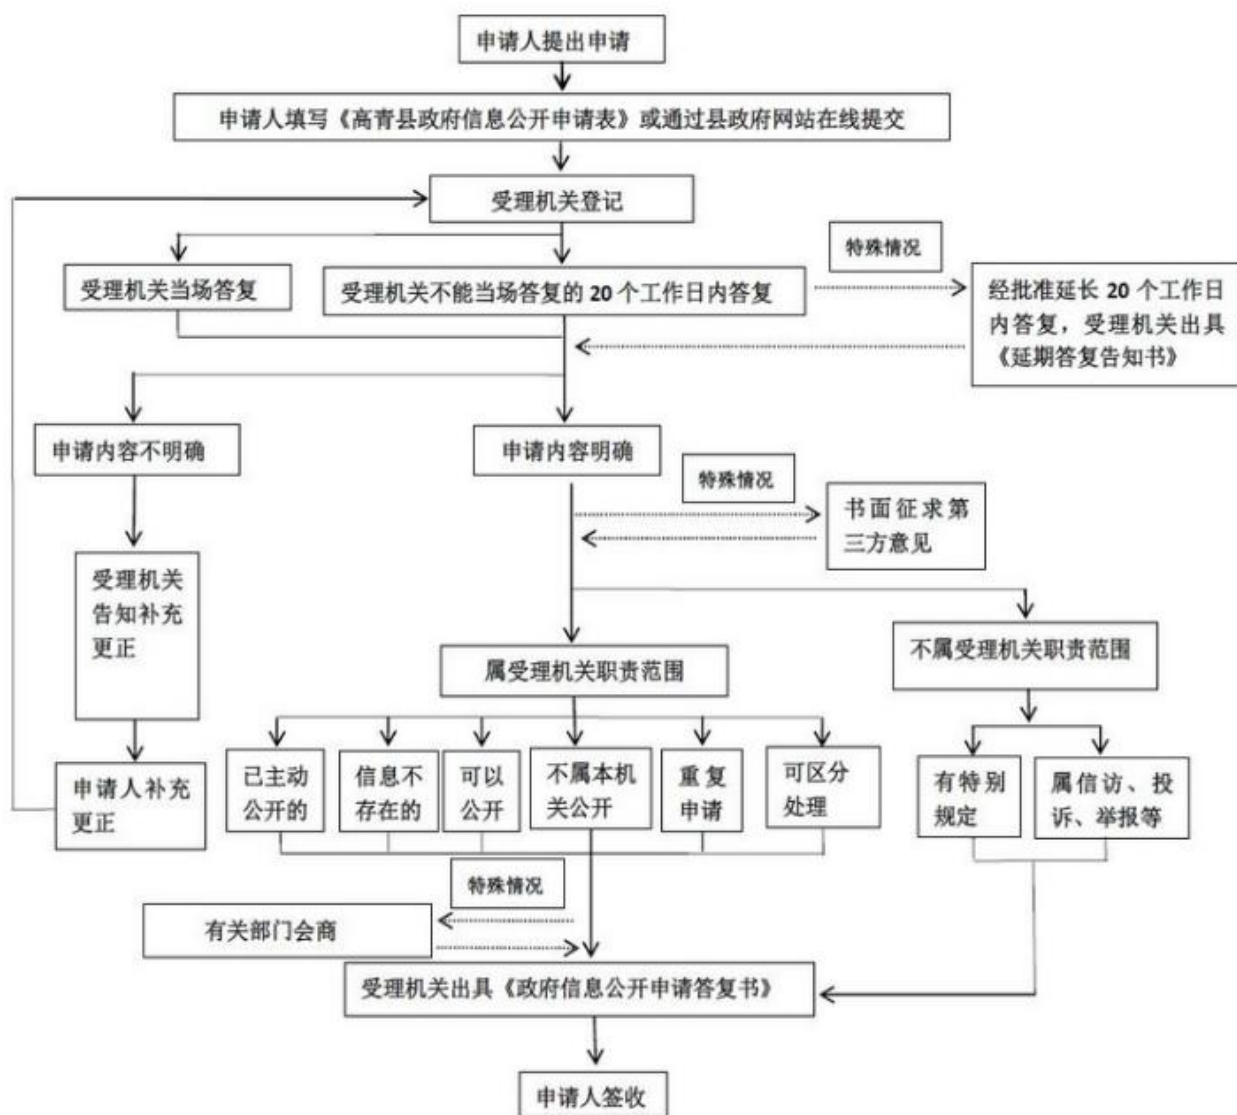 申请人提出申请
申请人填写《高青县政府信息公开申请表》或通过县政府网站在线提交
受理机关登记
特殊情况
受理机关当场答复
受理机关不能当场答复的 20 个工作日内答复
经批准延长 20 个工作日
内答复，受理机关出具
《延期答复告知书》
申请内容不明确
申请内容明确
特殊情况
书面征求第
三方意见
受理机关
告知补充
更正
属受理机关职责范围
不属受理机关职责范围
申请人补充
更正
已主动
公开的
信息不
存在的
可以
公开
不属本机
关公开
重复
申请
可区分
处理
有特别
规定
属信访、投
诉、举报等
特殊情况
有关部门会商
受理机关出具《政府信息公开申请答复书》
申请人签收